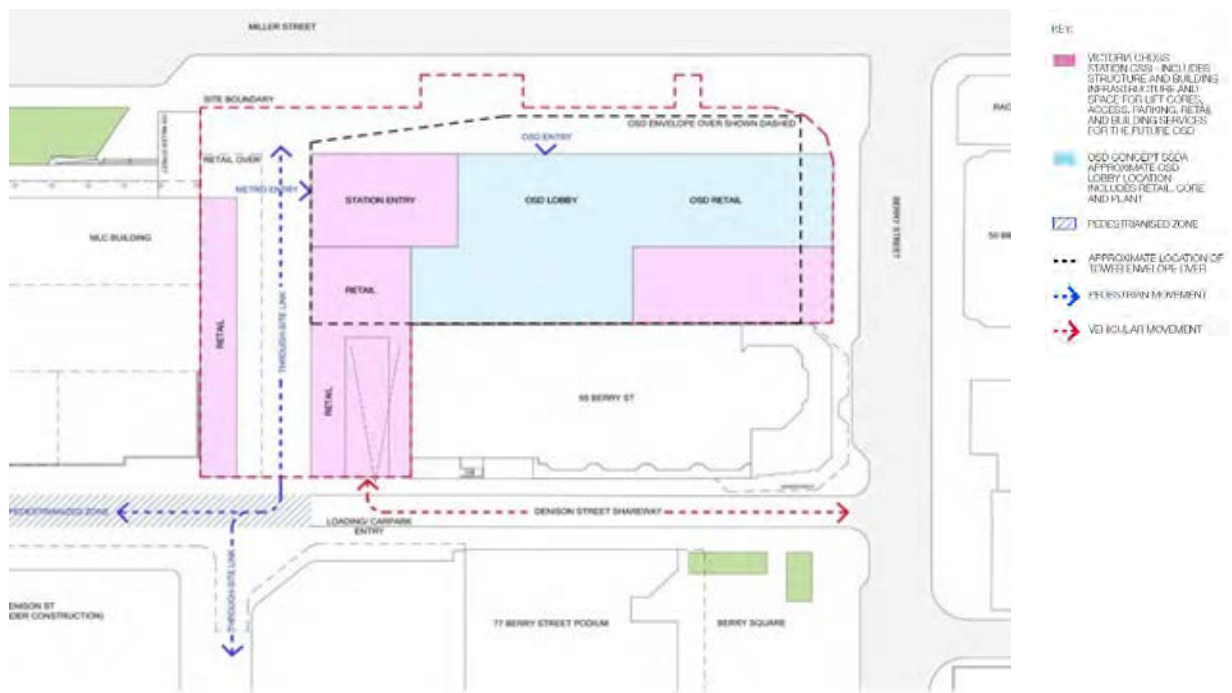 MILLER STREET
SITE BOUNDARY
OSD ENVELOPE OVER SHOWN DASHED
OSD ENTRY
RETAIL OVER
METRO ENTRY
STATION ENTRY
OSD LOBBY
OSD RETAIL
BERRY STREET
MLC BUILDING
RETAIL
RETAIL
THROUGH-SITE LINK
RETAIL
PEDESTRIANISED ZONE
LOADING/ CARPARK
ENTRY
DENISON STREET SHAREWAY
THROUGH-SITE LINK
77 BERRY STREET PODIUM
BERRY SQUARE
KEY:
VICTORIA CROSS
STATION CSSI - INCLUDES
STRUCTURE AND BUILDING
INFRASTRUCTURE AND
SPACE FOR LIFT CORES,
ACCESS, PARKING, RETAIL
AND BUILDING SERVICES
FOR THE FUTURE OSD
OSD CONCEPT SSDA
APPROXIMATE OSD
LOBBY LOCATION
INCLUDES RETAIL, CORE
AND PLANT
PEDESTRIANISED ZONE
APPROXIMATE LOCATION OF
TOWER ENVELOPE OVER
PEDESTRIAN MOVEMENT
VEHICULAR MOVEMENT